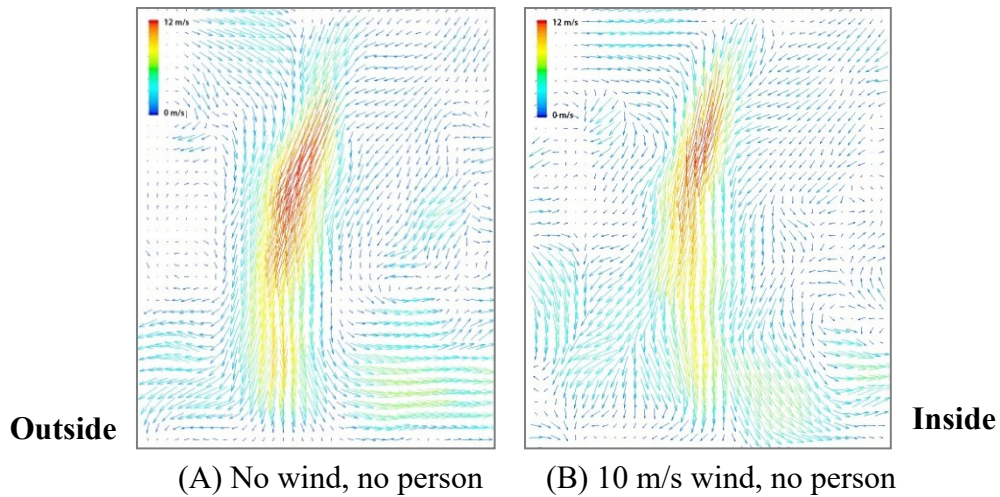 12 m/s
0 m/s
12 m/s
0 m/s
Outside
Inside
(A) No wind, no person
(B) 10 m/s wind, no person